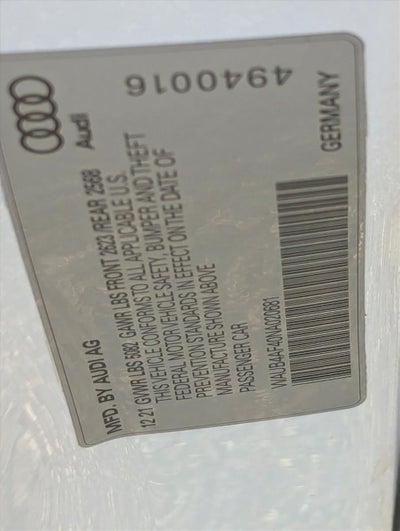 Audi
4940016
GERMANY
MFD. BY AUDI AG
12 21 GVWR LBS 5082 GAWR LBS FRONT 2623 /REAR 2568
THIS VEHICLE CONFORMS TO ALL APPLICABLE U.S.
FEDERAL MOTOR VEHICLE SAFETY, BUMPER AND THEFT
PREVENTION STANDARDS IN EFFECT ON THE DATE OF
MANUFACTURE SHOWN ABOVE
PASSENGER CAR
WAUB4AF40NA020681